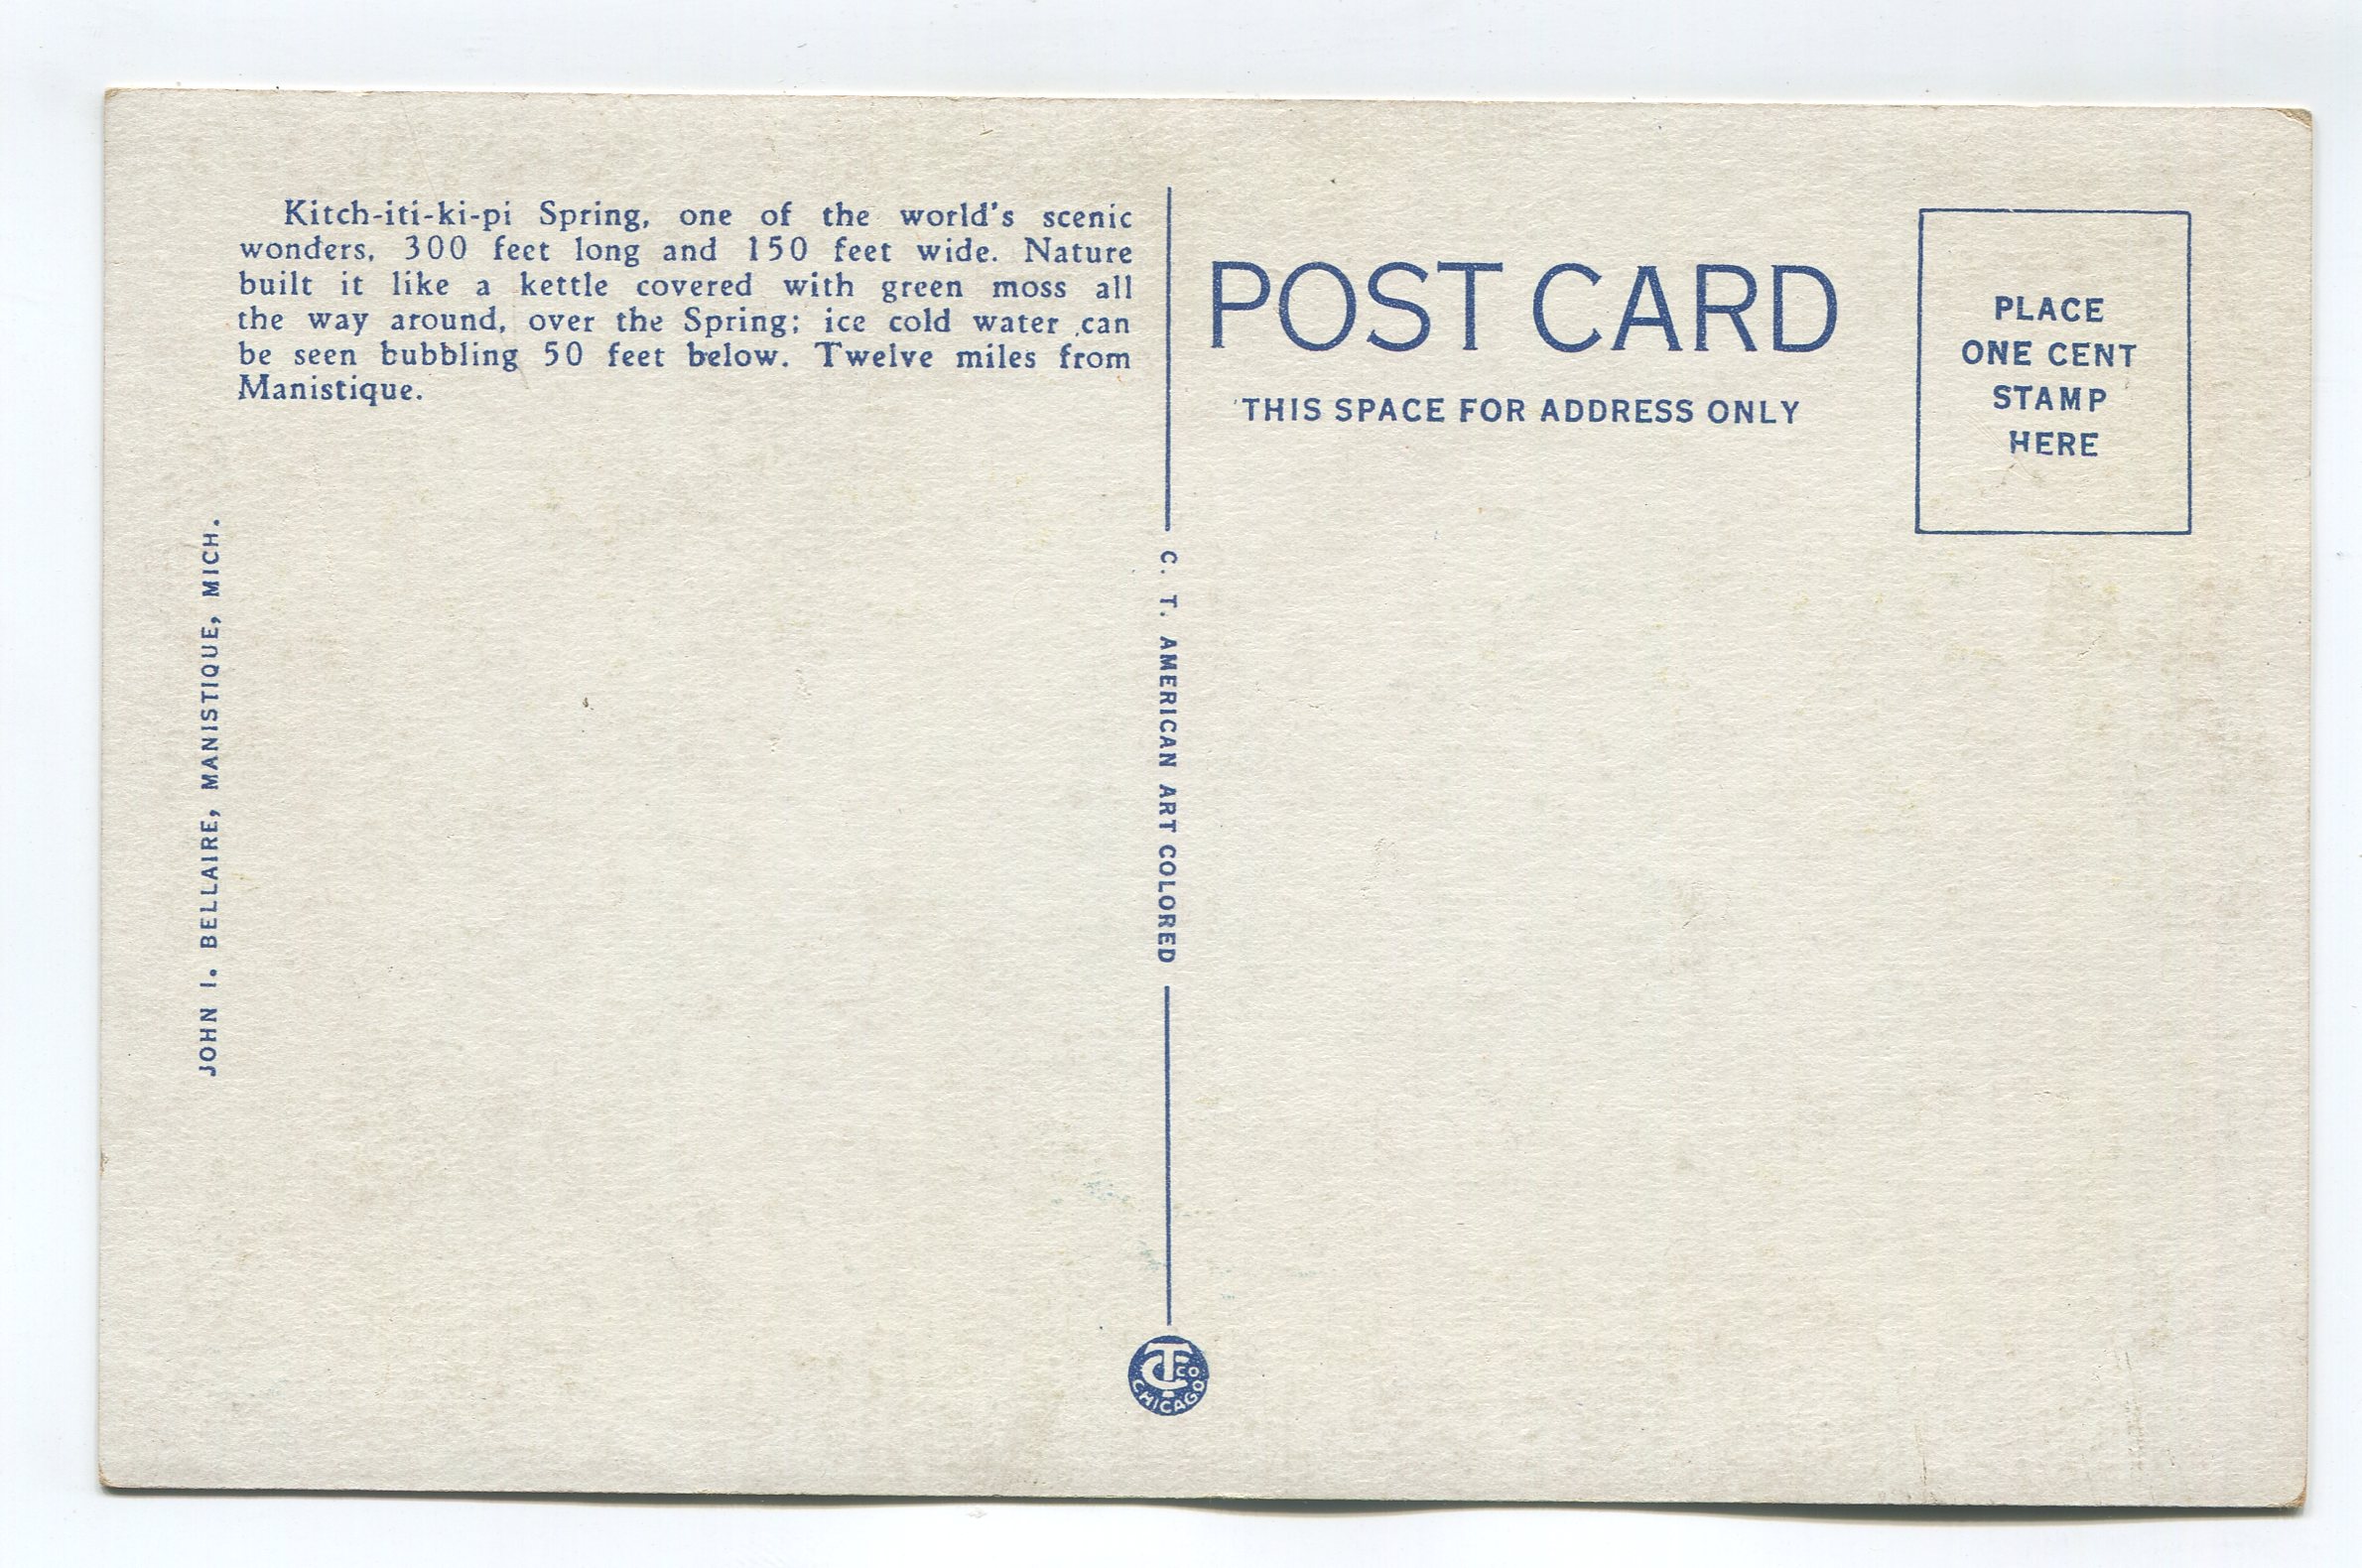 Kitch-iti-ki-pi Spring, one of the world's scenic
wonders, 300 feet long and 150 feet wide. Nature
built it like a kettle covered with green moss all
the way around, over the Spring; ice cold water can
be seen bubbling 50 feet below. Twelve miles from
Manistique.
JOHN I. BELLAIRE, MANISTIQUE, MICH.
C. T. AMERICAN ART COLORED
CT CO
CHICAGO
POST CARD
THIS SPACE FOR ADDRESS ONLY
PLACE
ONE CENT
STAMP
HERE